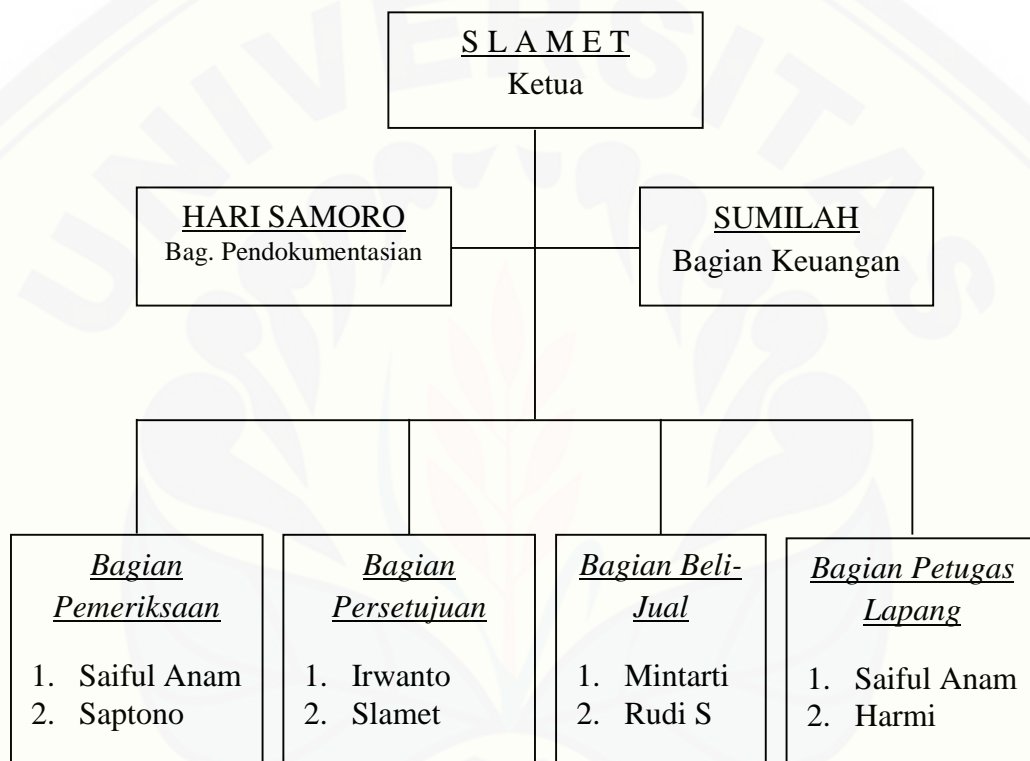 S L A M E T
Ketua
HARI SAMORO
Bag. Pendokumentasian
SUMILAH
Bagian Keuangan
Bagian
Pemeriksaan
1. Saiful Anam
2. Saptono
Bagian
Persetujuan
1. Irwanto
2. Slamet
Bagian Beli-
Jual
1. Mintarti
2. Rudi S
Bagian Petugas
Lapang
1. Saiful Anam
2. Harmi
UNIVERSITAS